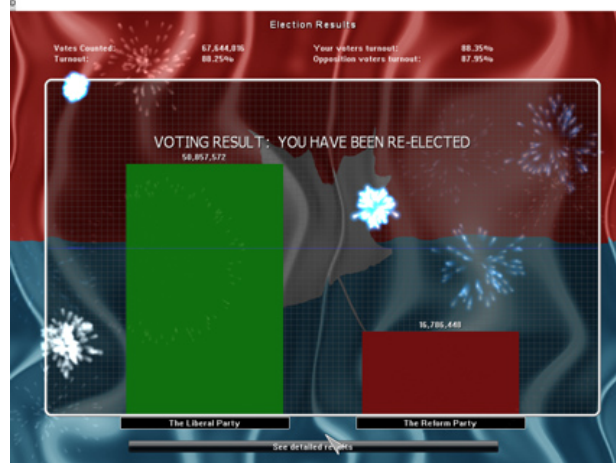 Election Results
Votes Counted: 67,644,016 Your voters turnout: 88.35%
Turnout: 88.25% Opposition voters turnout: 87.95%
VOTING RESULT: YOU HAVE BEEN RE-ELECTED
50,857,572
16,786,448
The Liberal Party The Reform Party
See detailed results